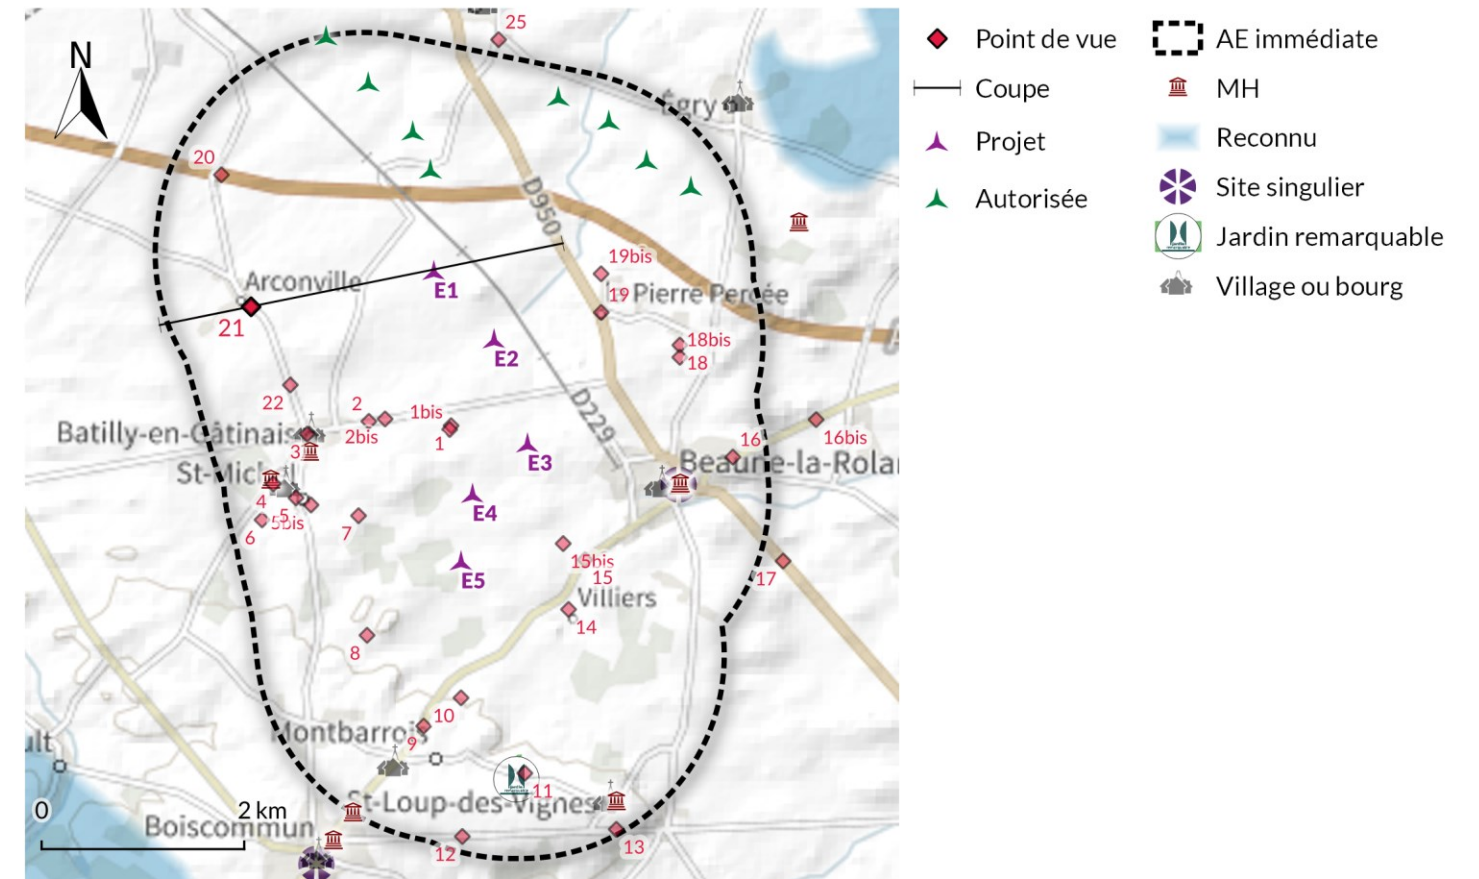 25
Point de vue
AE immédiate
N
Coupe
MH
Égry
Projet
Reconnu
20
Autorisée
Site singulier
D950
Jardin remarquable
19bis
Arconville
E1
19
Pierre Percée
Village ou bourg
21
E2
18bis
18
22
2
1bis
D229
Batilly-en-Câtinais
2bis
1
16
16bis
3
E3
St-Michel
Beaune-la-Rola
4
5
5bis
6
7
E4
15bis
15
E5
17
Villiers
14
8
10
Montbarrois
9
ult
11
0
2 km
St-Loup-des-Vignes
Boiscommun
12
13